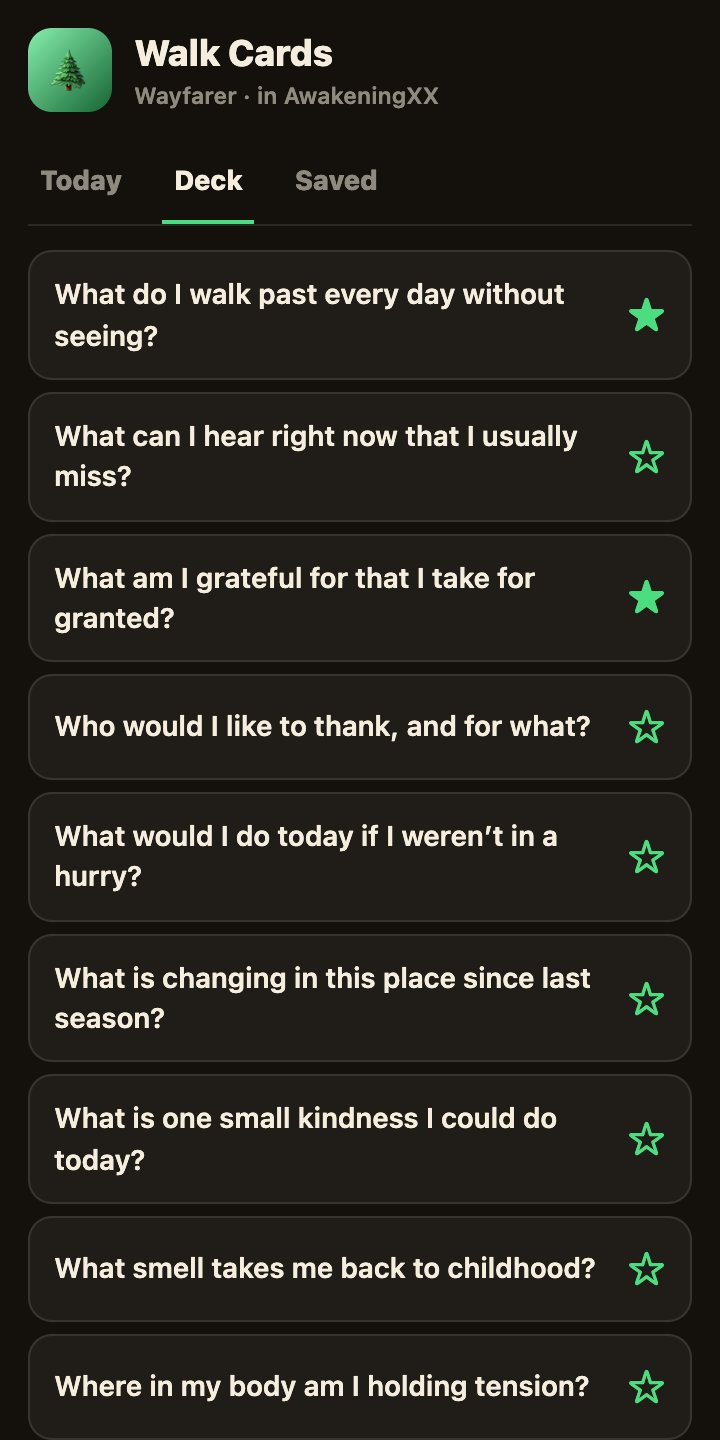 Walk Cards
Wayfarer · in AwakeningXX
Today Deck Saved
What do I walk past every day without
seeing?
What can I hear right now that I usually
miss?
What am I grateful for that I take for
granted?
Who would I like to thank, and for what?
What would I do today if I weren’t in a
hurry?
What is changing in this place since last
season?
What is one small kindness I could do
today?
What smell takes me back to childhood?
Where in my body am I holding tension?